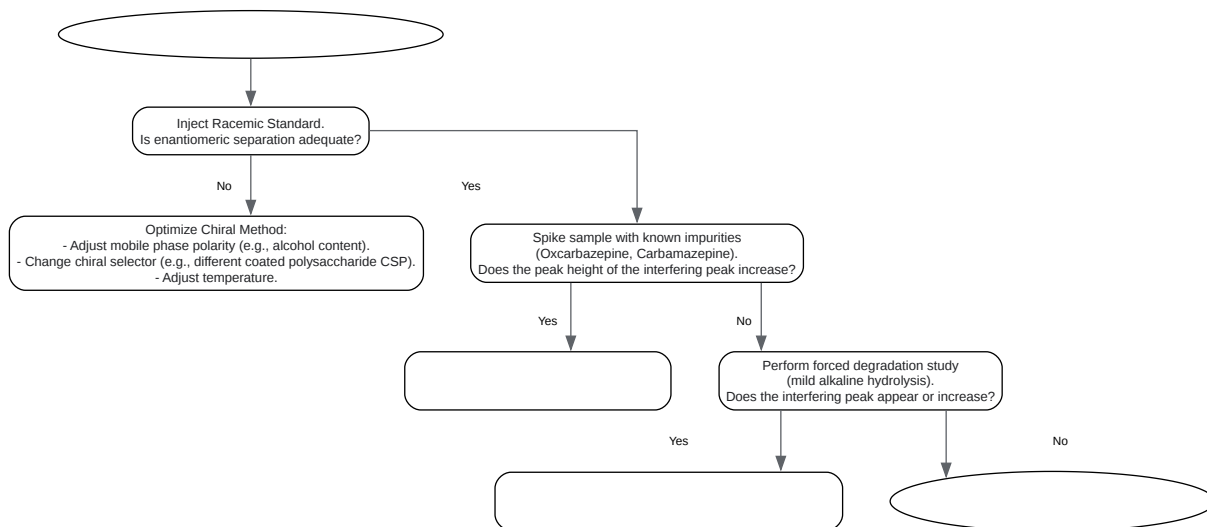 Inject Racemic Standard.
Is enantiomeric separation adequate?
No
Yes
Optimize Chiral Method:
- Adjust mobile phase polarity (e.g., alcohol content).
- Change chiral selector (e.g., different coated polysaccharide CSP).
- Adjust temperature.
Spike sample with known impurities
(Oxcarbazepine, Carbamazepine).
Does the peak height of the interfering peak increase?
Yes
No
Perform forced degradation study
(mild alkaline hydrolysis).
Does the interfering peak appear or increase?
Yes
No